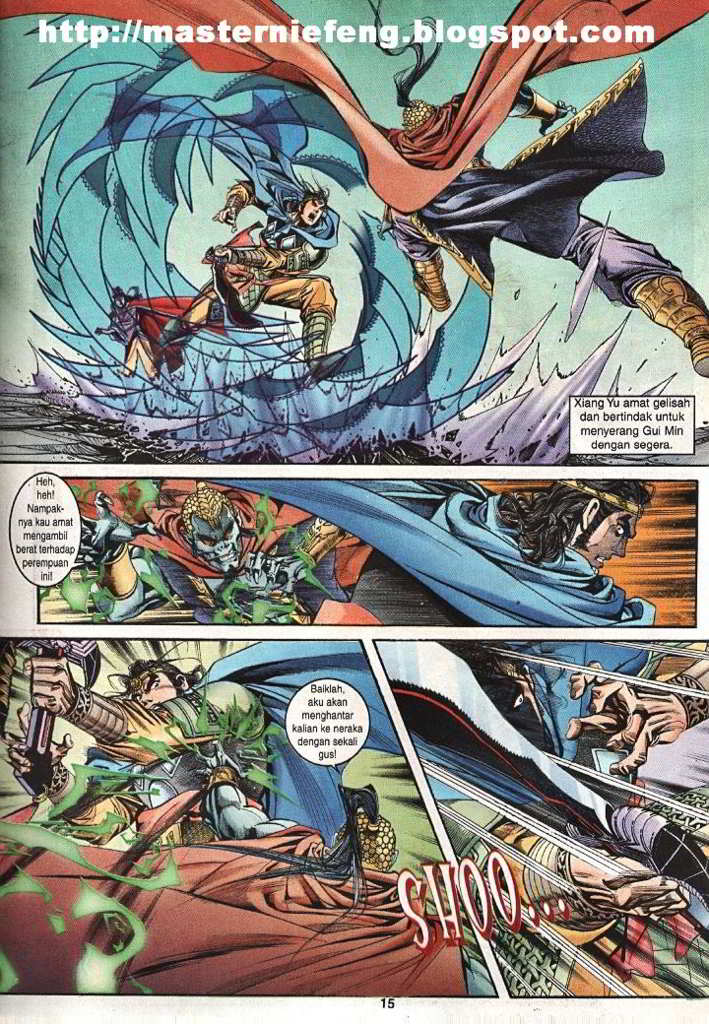 http://masterniefeng.blogspot.com
Xiang Yu amat gelisah
dan bertindak untuk
menyerang Gui Min
dengan segera.
Heh,
heh!
Nampak-
nya kau amat
mengambil
berat terhadap
perempuan
ini!
Baiklah,
aku akan
menghantar
kalian ke neraka
dengan sekali
gus!
SHOO...
15